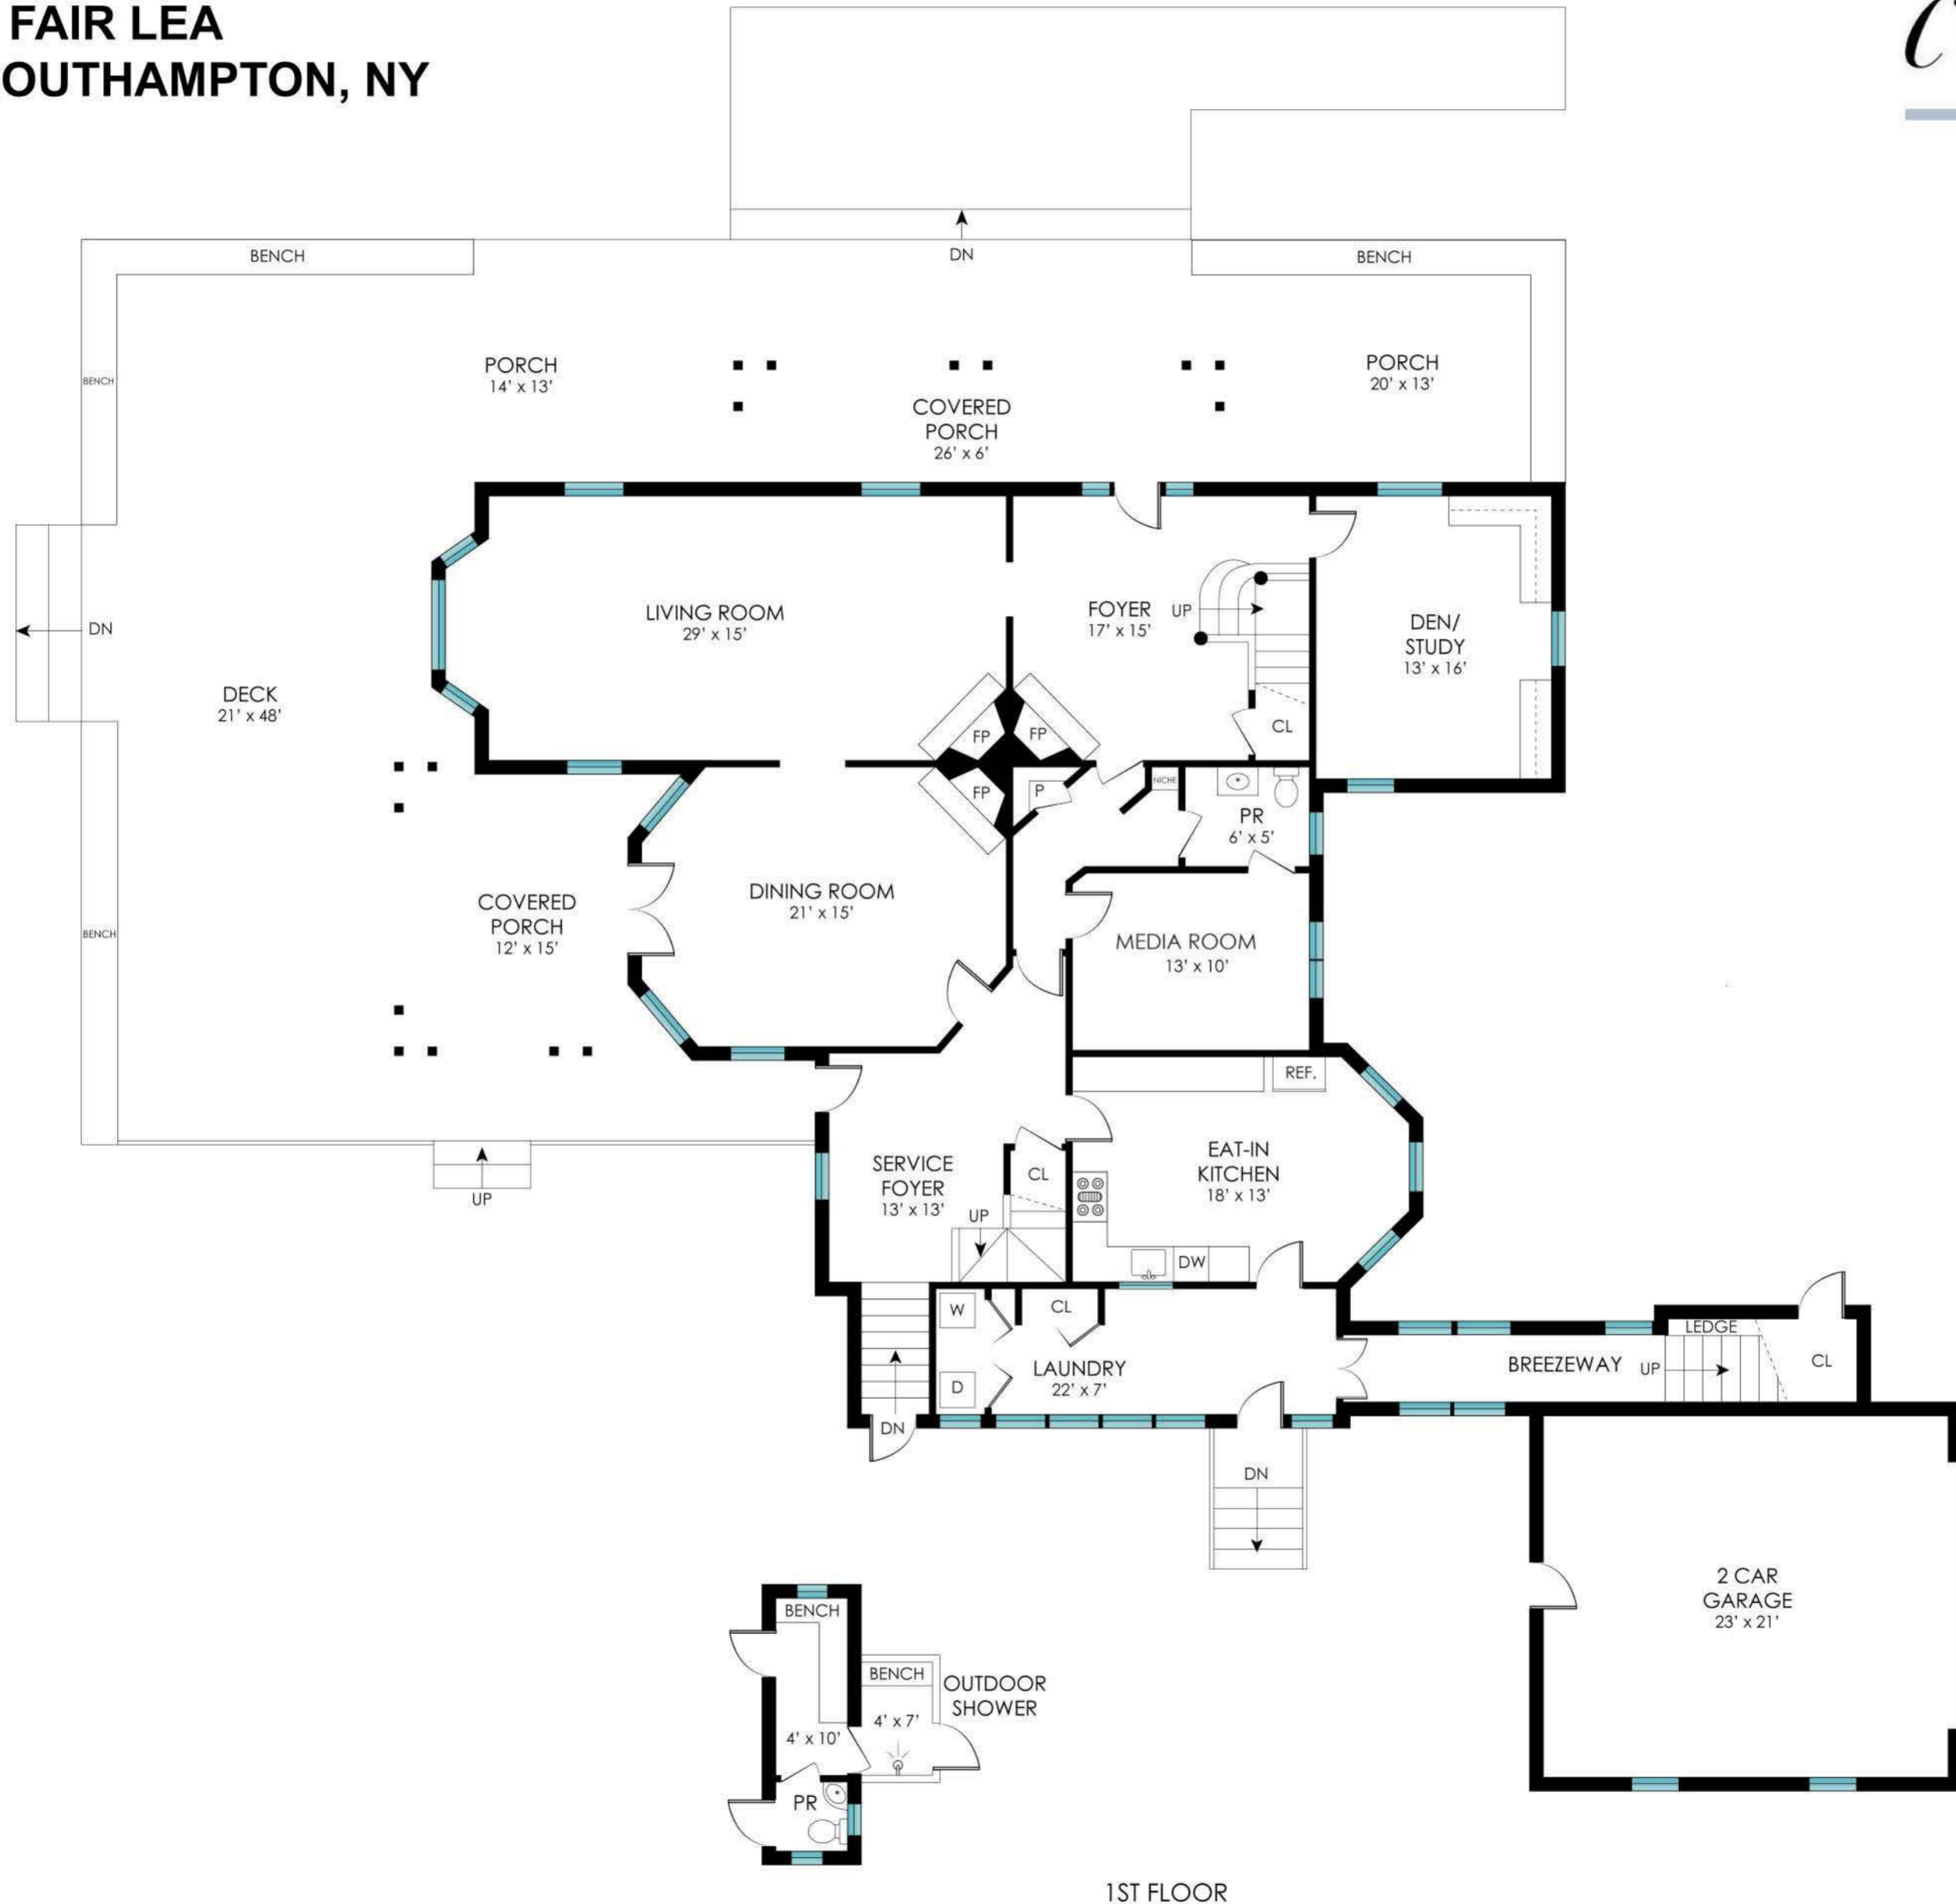 FAIR LEA
OUTHAMPTON, NY
DN
BENCH
BENCH
BENCH
PORCH
14' x 13'
PORCH
20' x 13'
COVERED
PORCH
26' x 6'
LIVING ROOM
29' x 15'
FOYER
17' x 15'
UP
DEN/
STUDY
13' x 16'
DN
DECK
21' x 48'
CL
FP
FP
FP
P
NICHE
PR
6' x 5'
DINING ROOM
21' x 15'
COVERED
PORCH
12' x 15'
BENCH
MEDIA ROOM
13' x 10'
REF.
EAT-IN
KITCHEN
18' x 13'
SERVICE
FOYER
13' x 13'
CL
UP
UP
DW
W
CL
LAUNDRY
22' x 7'
D
DN
LEDGE
BREEZEWAY
UP
CL
DN
2 CAR
GARAGE
23' x 21'
BENCH
BENCH
OUTDOOR
SHOWER
4' x 7'
4' x 10'
PR
1ST FLOOR